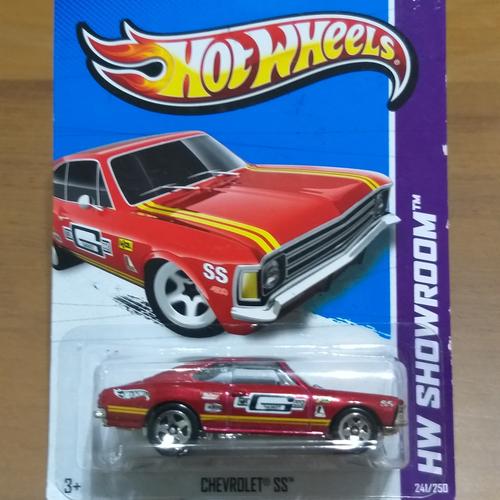 HOT WHEELS®
SS
HW SHOWROOM™
3+
CHEVROLET® SS™
241/250